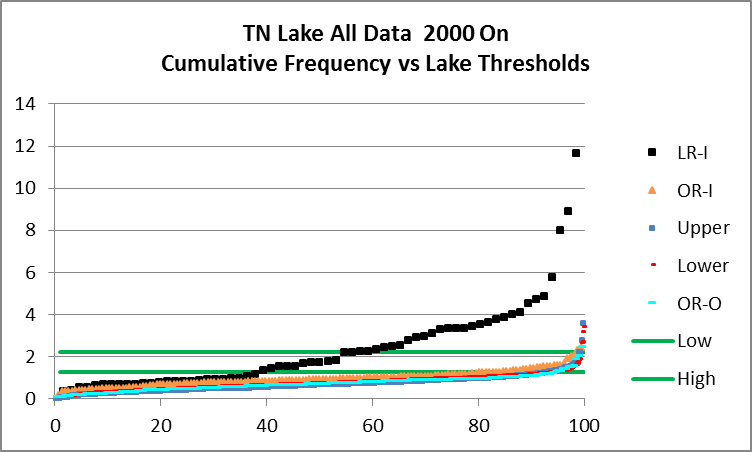 TN Lake All Data  2000 On
Cumulative Frequency vs Lake Thresholds
14
12
10
8
6
4
2
0
0 20 40 60 80 100
LR-I
OR-I
Upper
Lower
OR-O
Low
High